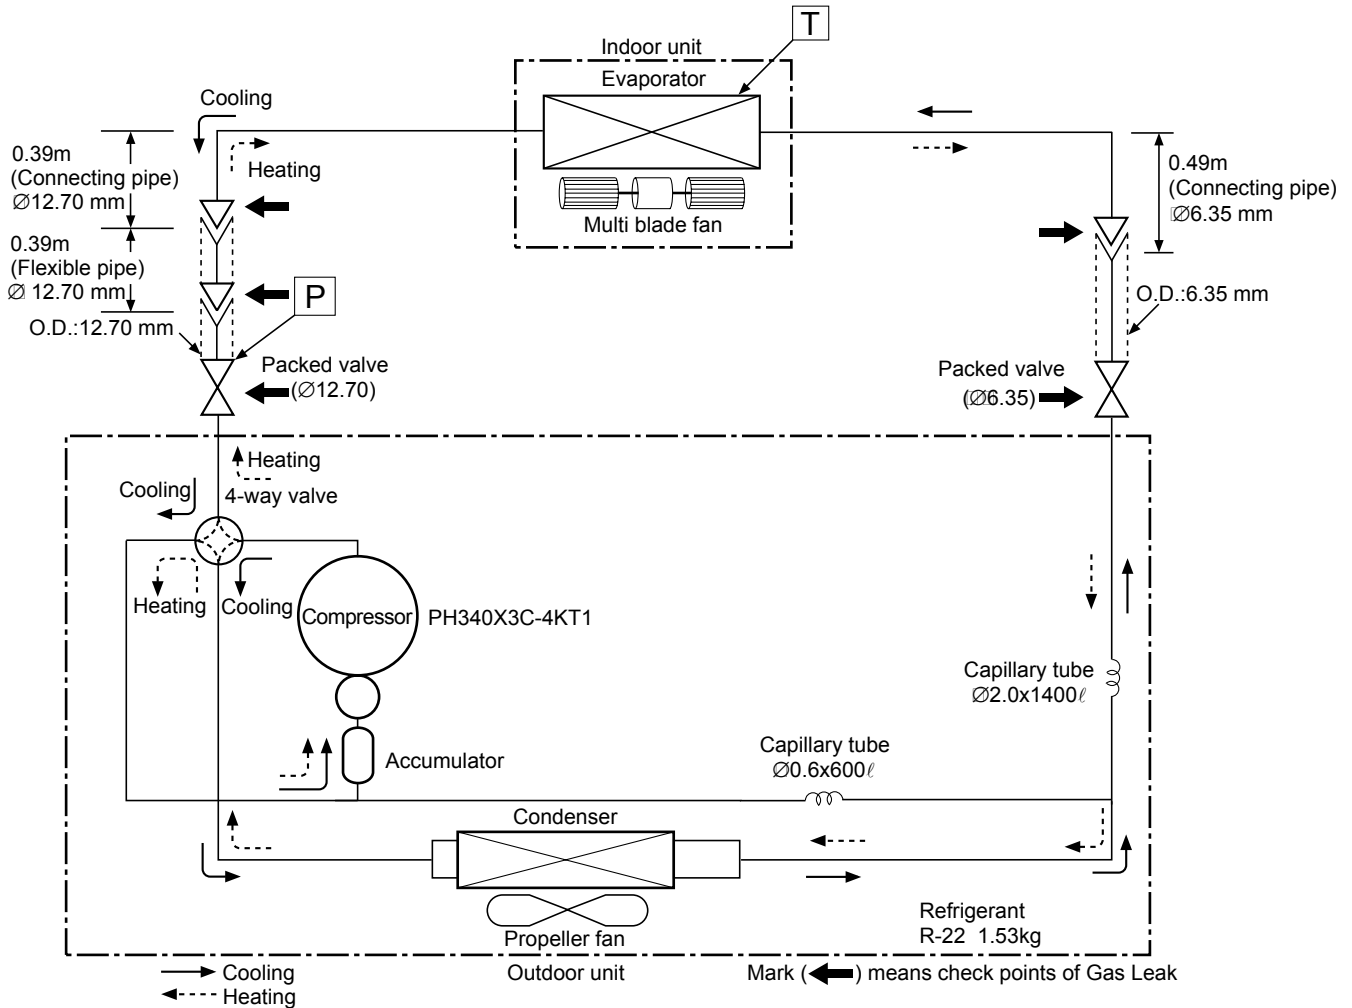 T
Indoor unit
Evaporator
Cooling
Heating
0.39m
(Connecting pipe)
Ø12.70 mm
0.49m
(Connecting pipe)
Ø6.35 mm
Multi blade fan
0.39m
(Flexible pipe)
Ø 12.70 mm
P
O.D.:12.70 mm
O.D.:6.35 mm
Packed valve
(Ø12.70)
Packed valve
(Ø6.35)
Heating
Cooling
4-way valve
Heating
Cooling
Compressor
PH340X3C-4KT1
Capillary tube
Ø2.0x1400ℓ
Capillary tube
Ø0.6x600ℓ
Accumulator
Condenser
Refrigerant
R-22 1.53kg
Propeller fan
Cooling
Heating
Outdoor unit
Mark ( ) means check points of Gas Leak